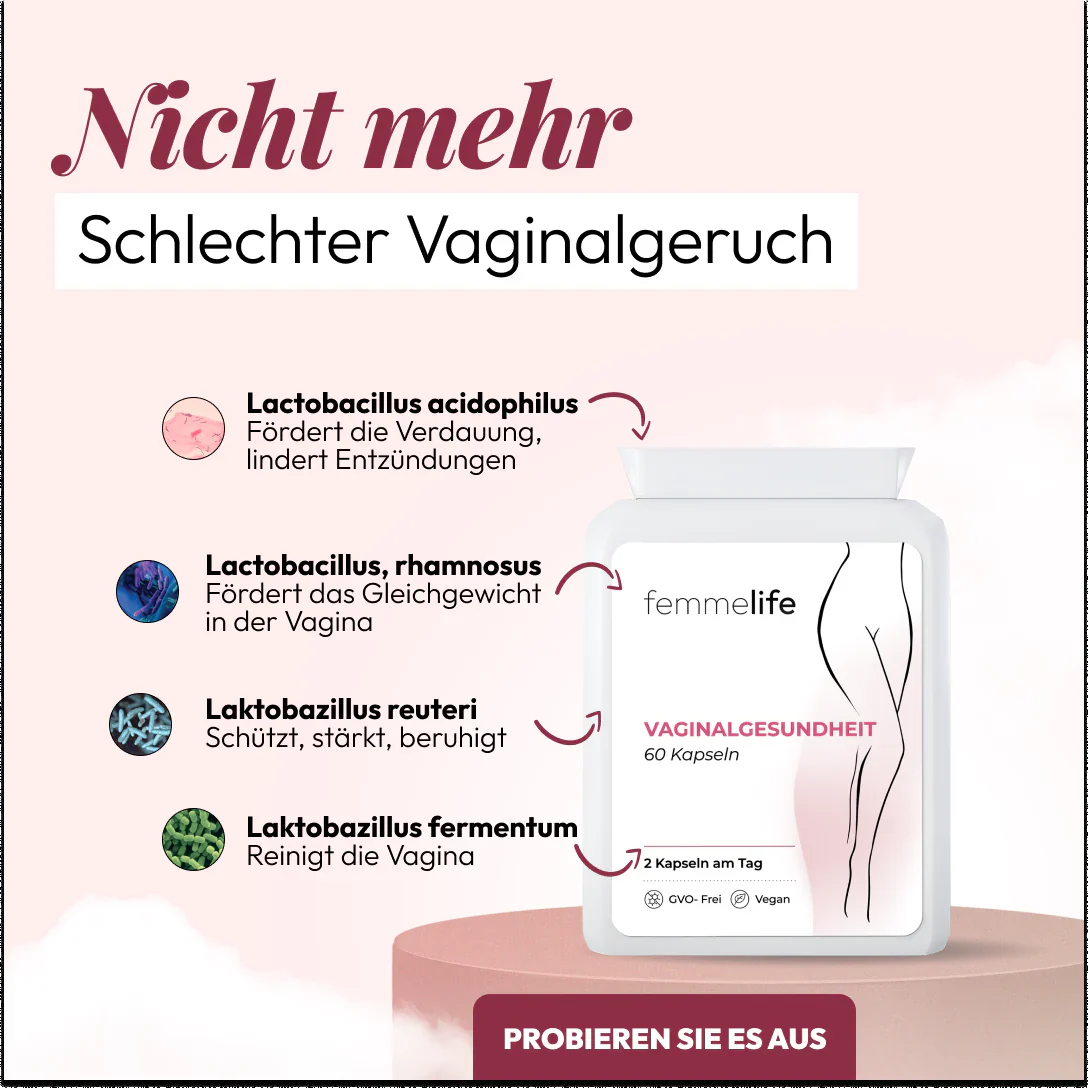 Nicht mehr
Schlechter Vaginalgeruch
Lactobacillus acidophilus
Fördert die Verdauung,
lindert Entzündungen
Lactobacillus, rhamnosus
Fördert das Gleichgewicht
in der Vagina
Laktobazillus reuteri
Schützt, stärkt, beruhigt
Laktobazillus fermentum
Reinigt die Vagina
femmelife
VAGINALGESUNDHEIT
60 Kapseln
2 Kapseln am Tag
GVO- Frei Vegan
PROBIEREN SIE ES AUS